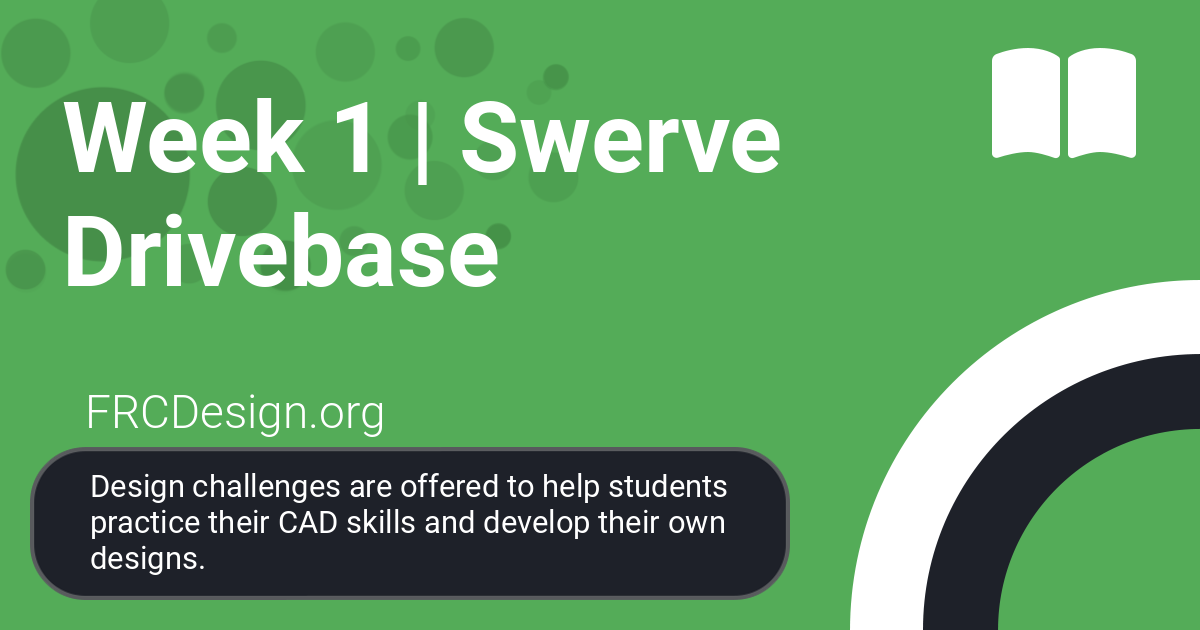 Week 1 | Swerve
Drivebase
FRCDesign.org
Design challenges are offered to help students
practice their CAD skills and develop their own
designs.